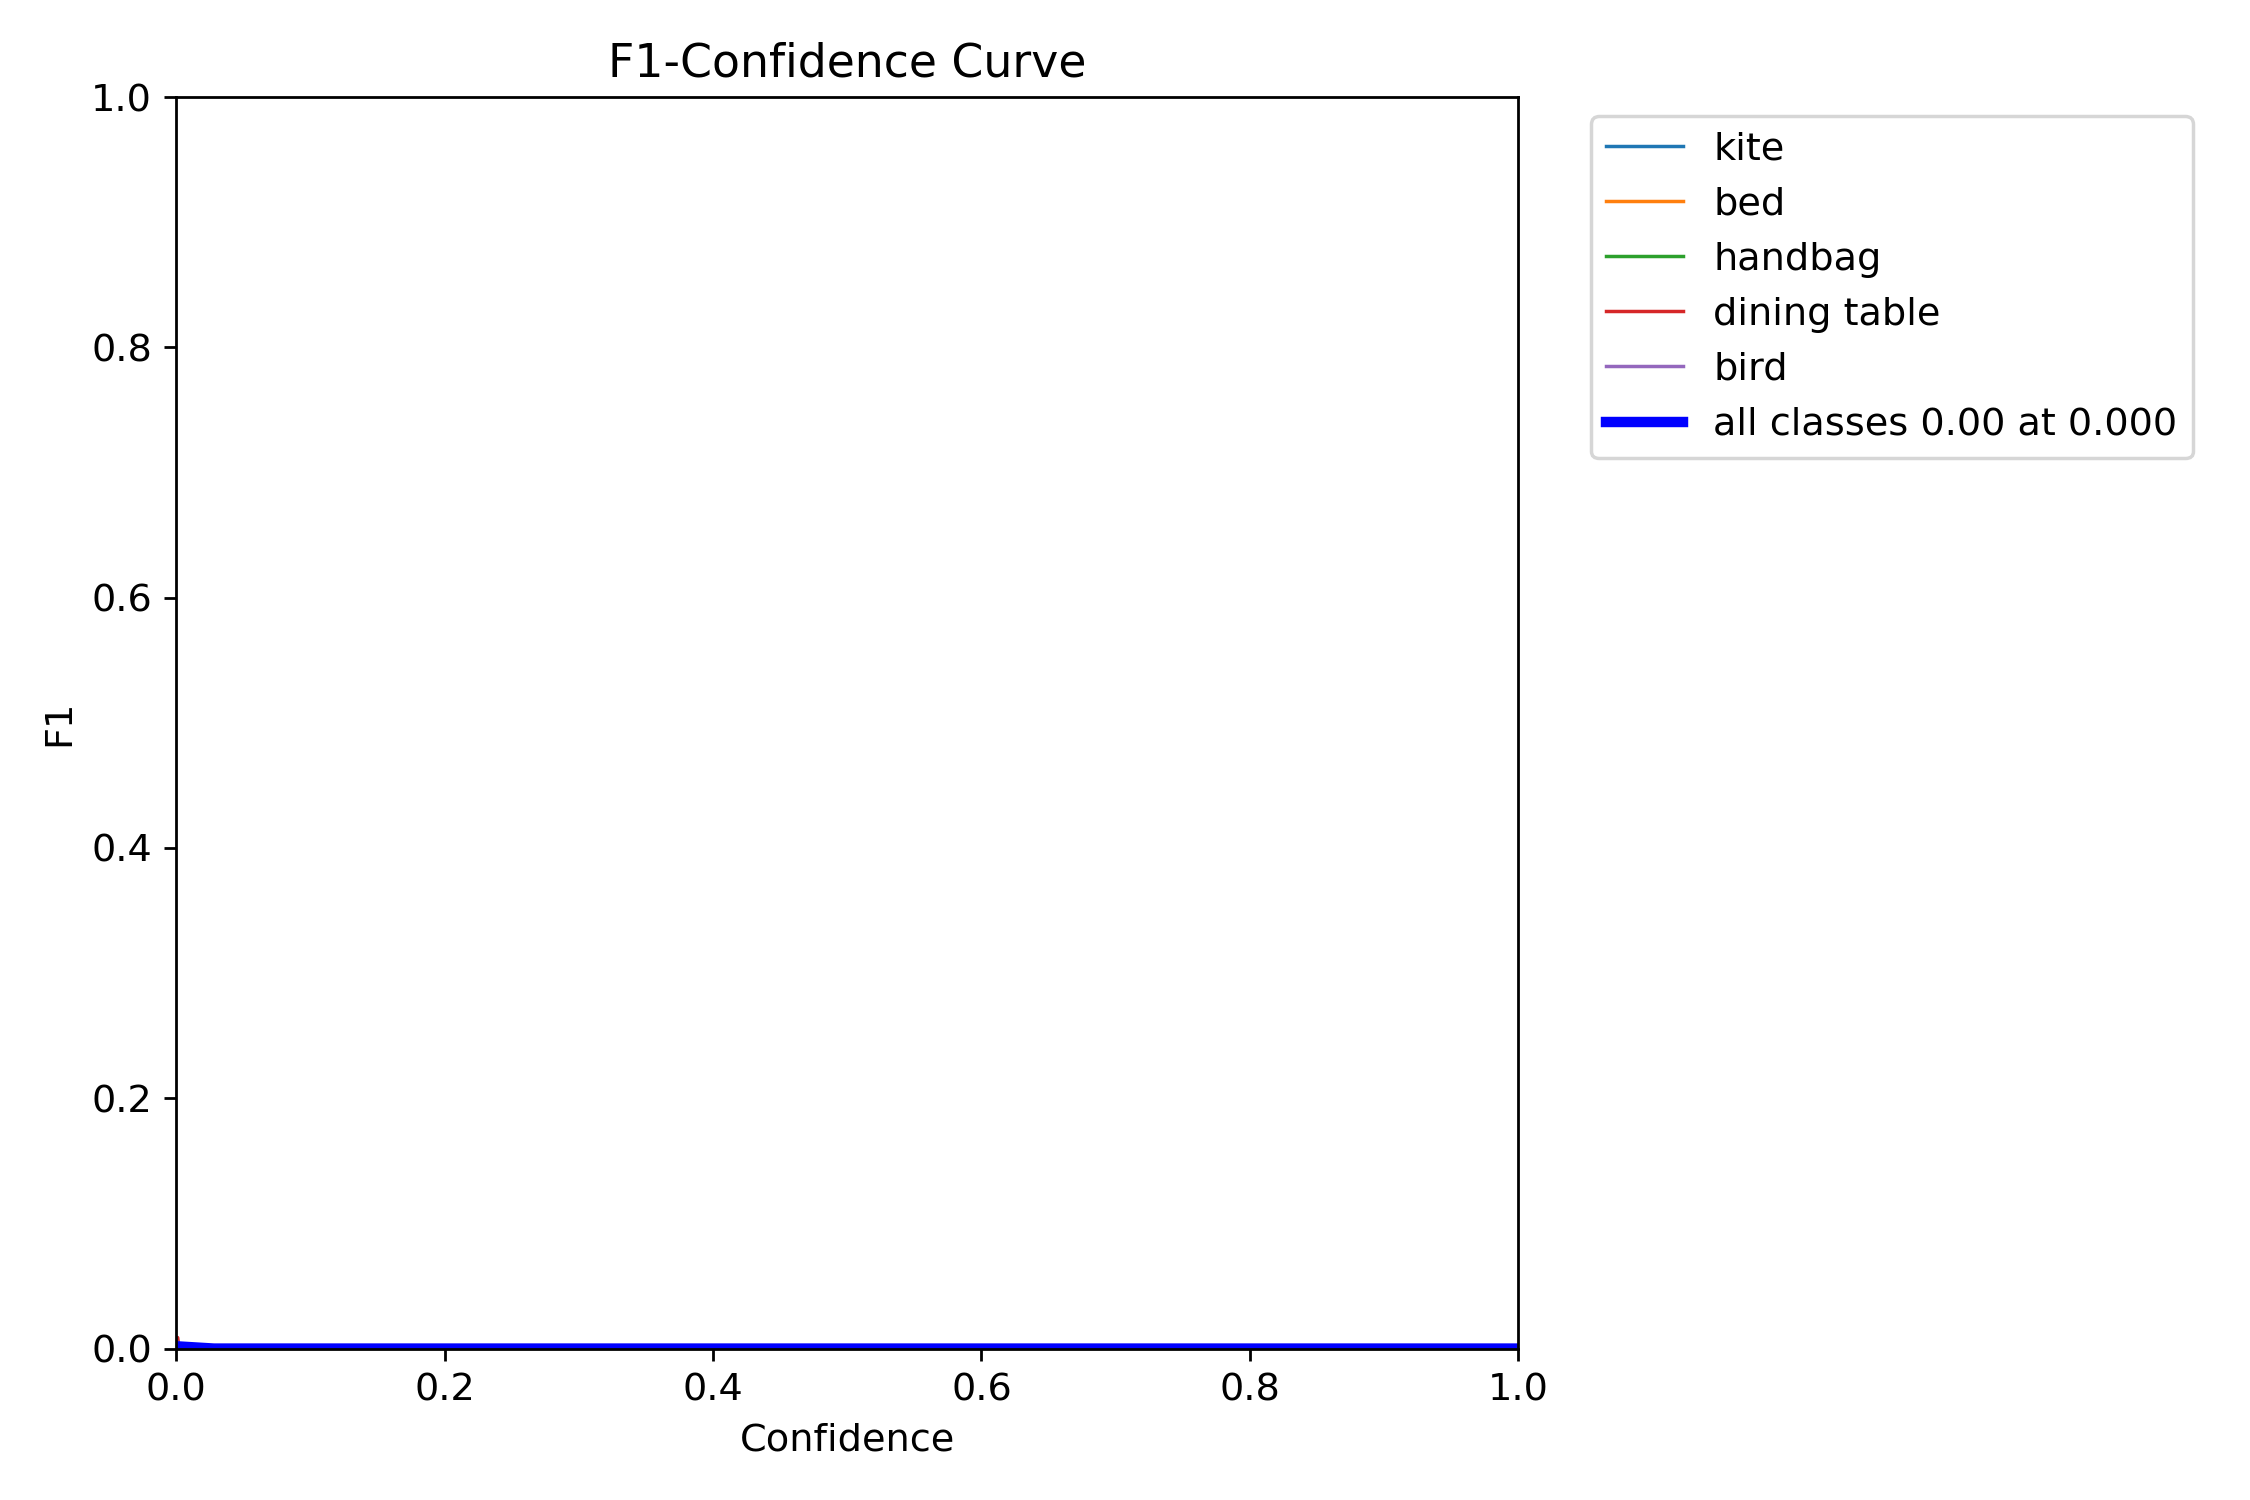 F1-Confidence Curve
1.0
0.8
0.6
0.4
0.2
0.0
F1
0.0 0.2 0.4 0.6 0.8 1.0
Confidence
kite
bed
handbag
dining table
bird
all classes 0.00 at 0.000